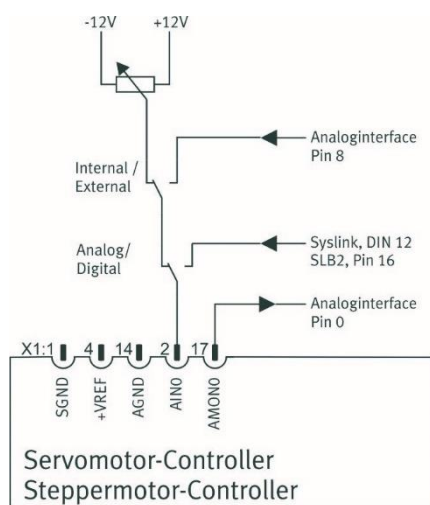 -12V +12V
Analoginterface
Pin 8
Internal /
External
Syslink, DIN 12
SLB2, Pin 16
Analog/
Digital
Analoginterface
Pin 0
X1:1 4 14 2 17
SGND
+VREF
AGND
AIN0
AMON0
Servomotor-Controller
Steppermotor-Controller